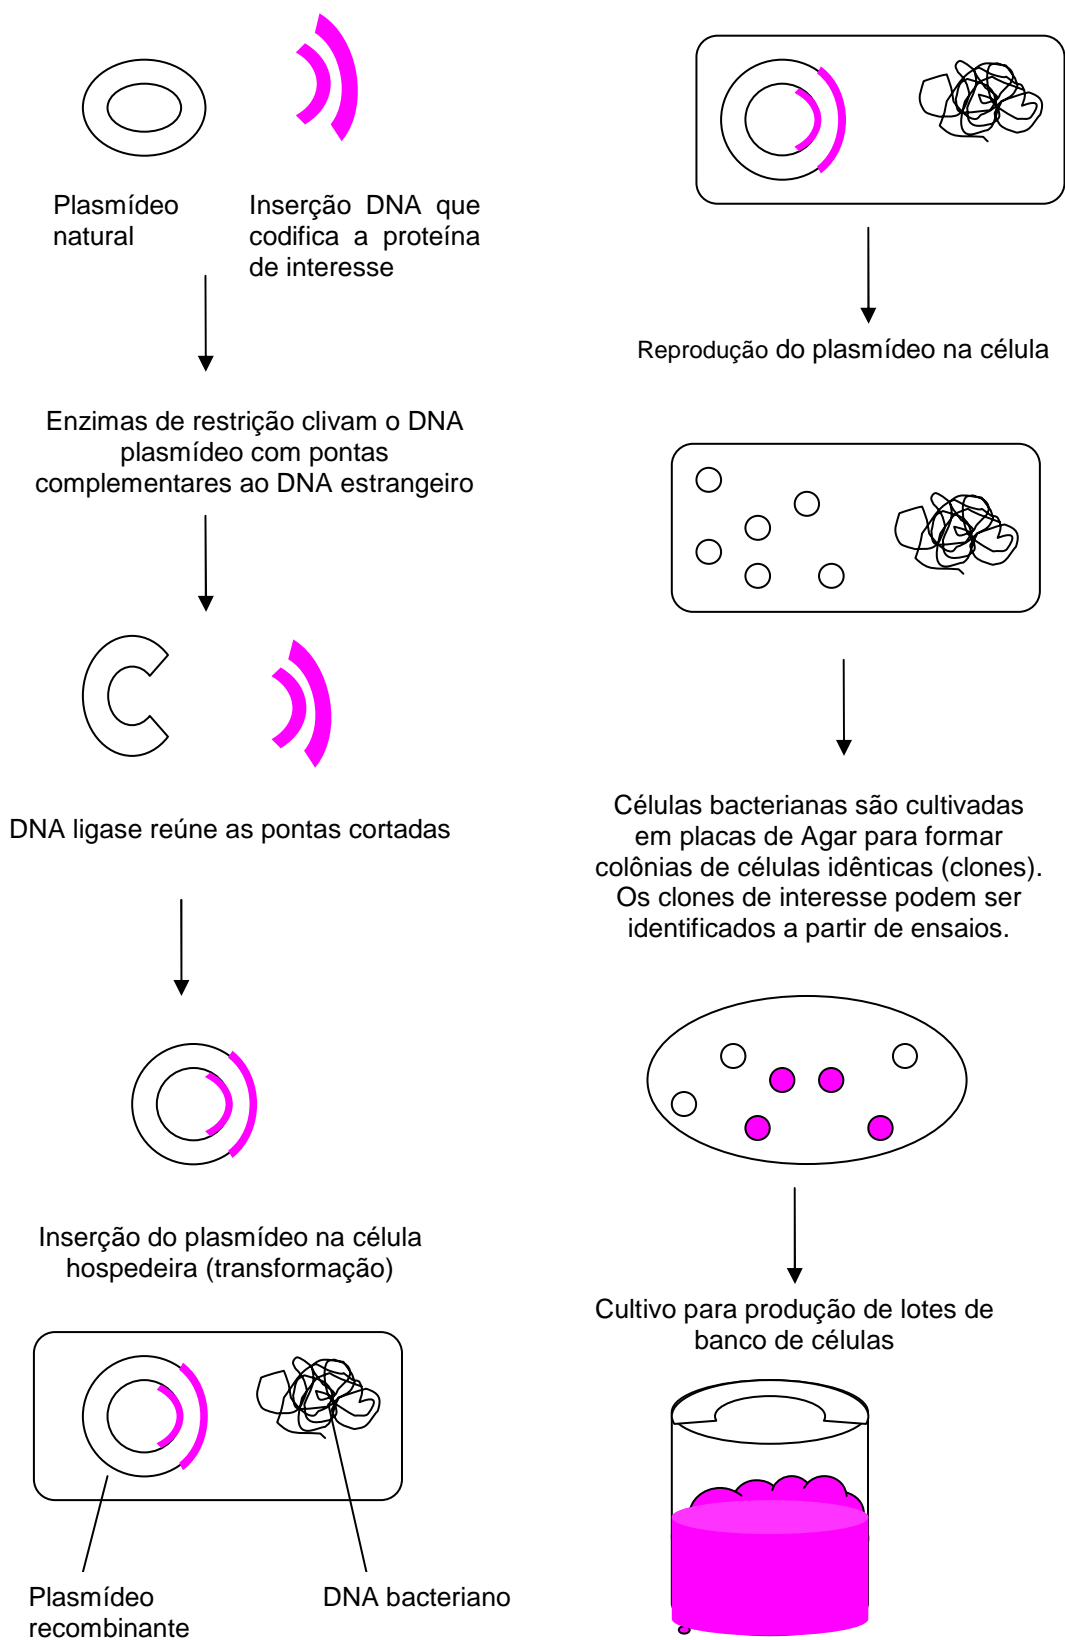 Plasmídeo
natural
Inserção DNA que
codifica a proteína
de interesse
Enzimas de restrição clivam o DNA
plasmídeo com pontas
complementares ao DNA estrangeiro
DNA ligase reúne as pontas cortadas
Inserção do plasmídeo na célula
hospedeira (transformação)
Plasmídeo
recombinante
DNA bacteriano
Reprodução do plasmídeo na célula
Células bacterianas são cultivadas
em placas de Agar para formar
colônias de células idênticas (clones).
Os clones de interesse podem ser
identificados a partir de ensaios.
Cultivo para produção de lotes de
banco de células